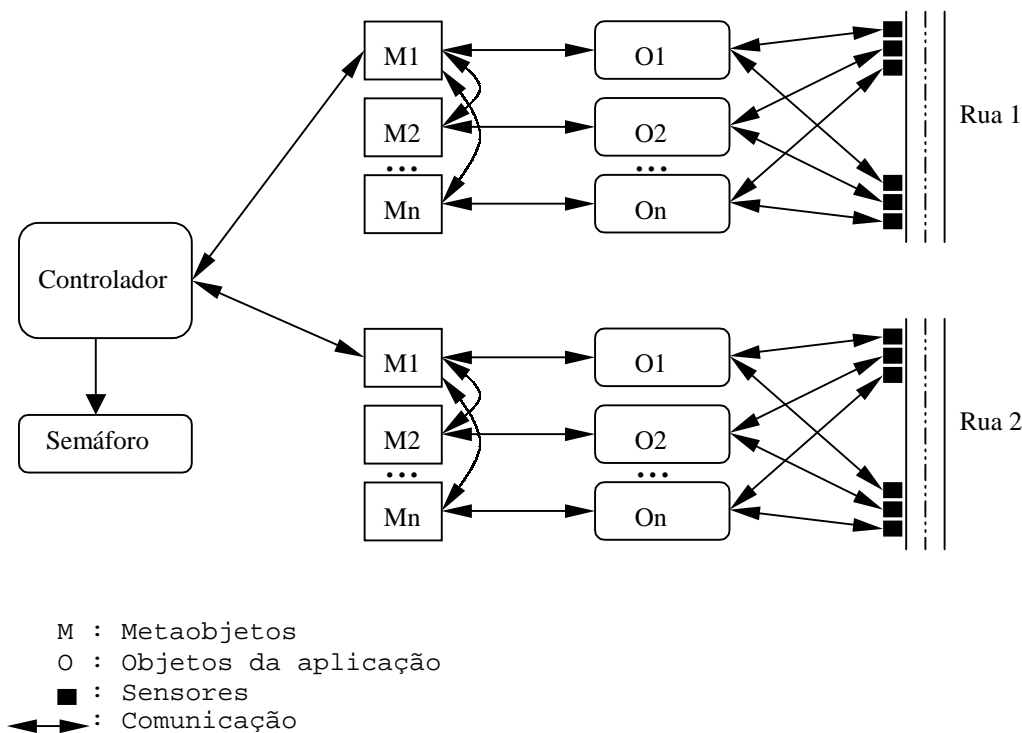 M1
O1
M2
O2
Rua 1
...
...
Mn
On
Controlador
M1
O1
Semáforo
M2
O2
Rua 2
...
...
Mn
On
M : Metaobjetos
O : Objetos da aplicação
: Sensores
: Comunicação